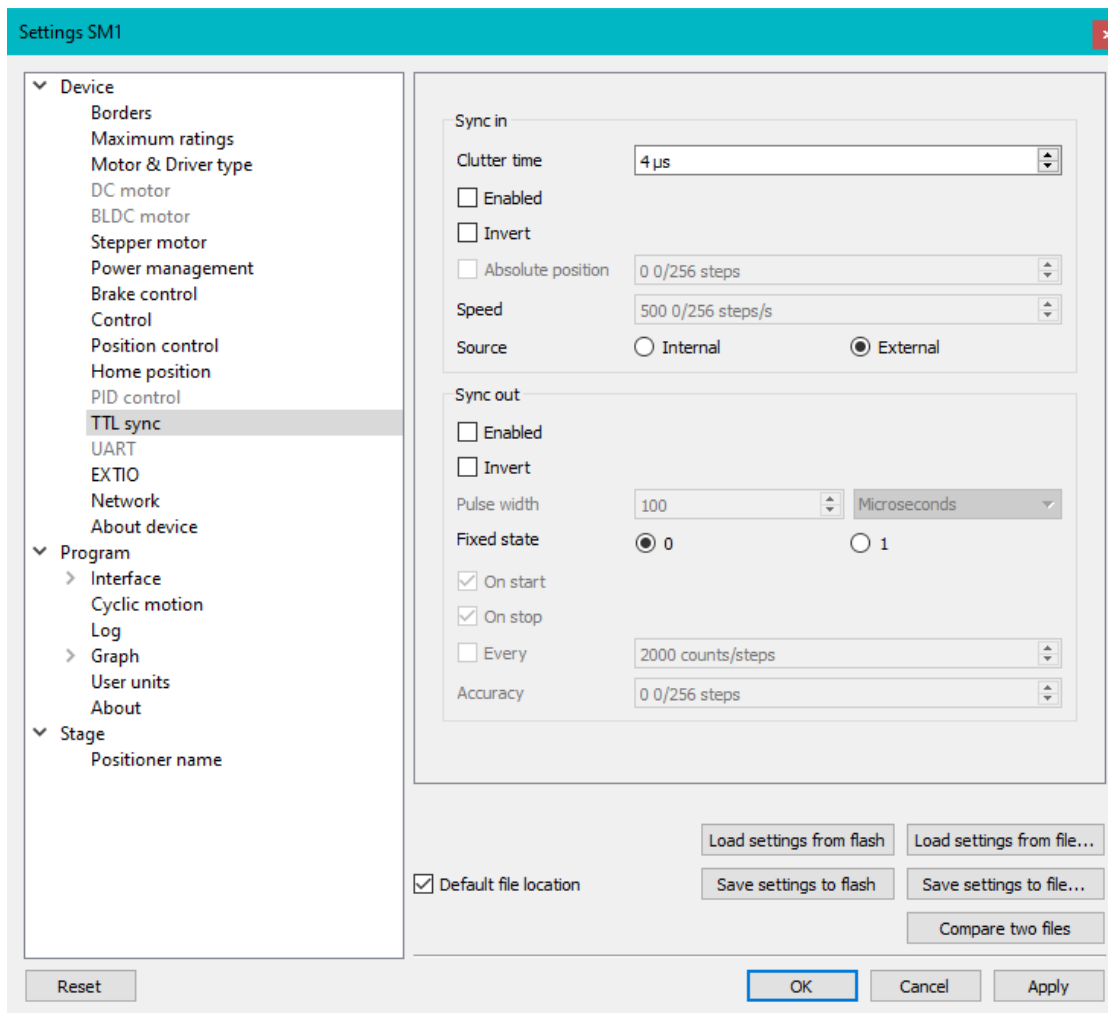 Settings SM1
Device
Borders
Maximum ratings
Motor & Driver type
DC motor
BLDC motor
Stepper motor
Power management
Brake control
Control
Position control
Home position
PID control
TTL sync
UART
EXTIO
Network
About device
Program
Interface
Cyclic motion
Log
Graph
User units
About
Stage
Positioner name
Sync in
Clutter time 4 µs
Enabled
Invert
Absolute position 0 0/256 steps
Speed 500 0/256 steps/s
Source Internal External
Sync out
Enabled
Invert
Pulse width 100 Microseconds
Fixed state 0 1
On start
On stop
Every 2000 counts/steps
Accuracy 0 0/256 steps
Load settings from flash Load settings from file...
Default file location Save settings to flash Save settings to file...
Compare two files
Reset OK Cancel Apply